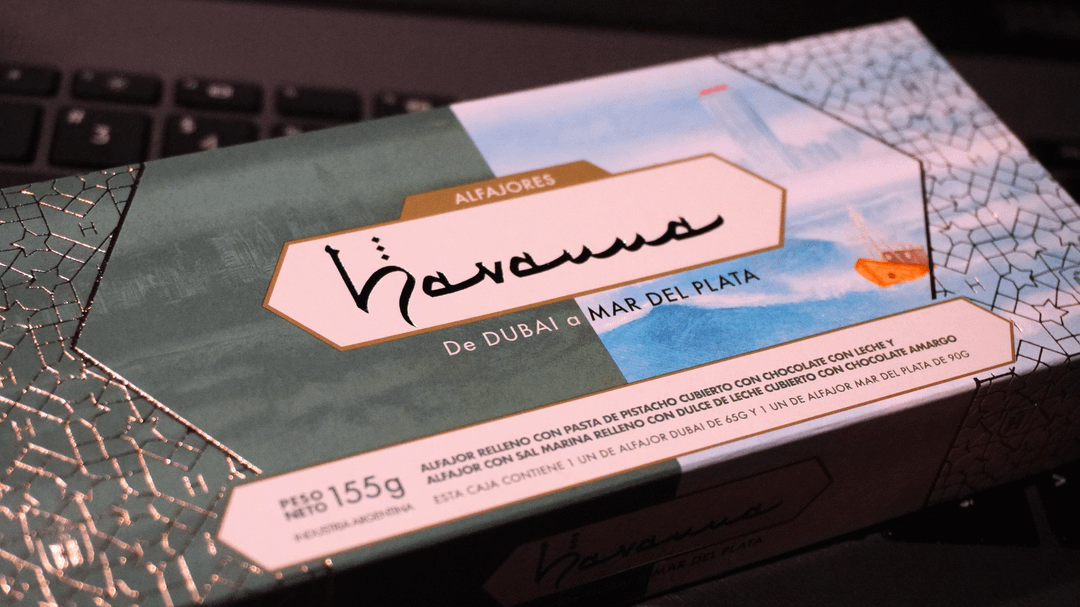 ALFAJORES
havanna
De DUBAI a MAR DEL PLATA
ALFAJOR RELLENO CON PASTA DE PISTACHO CUBIERTO CON CHOCOLATE CON LECHE Y
ALFAJOR CON SAL MARINA RELLENO CON DULCE DE LECHE CUBIERTO CON CHOCOLATE AMARGO
ESTA CAJA CONTIENE 1 UN DE ALFAJOR DUBAI DE 65G Y 1 UN DE ALFAJOR MAR DEL PLATA DE 90G
PESO
NETO 155g
INDUSTRIA ARGENTINA
havanna
MAR DEL PLATA
# 3